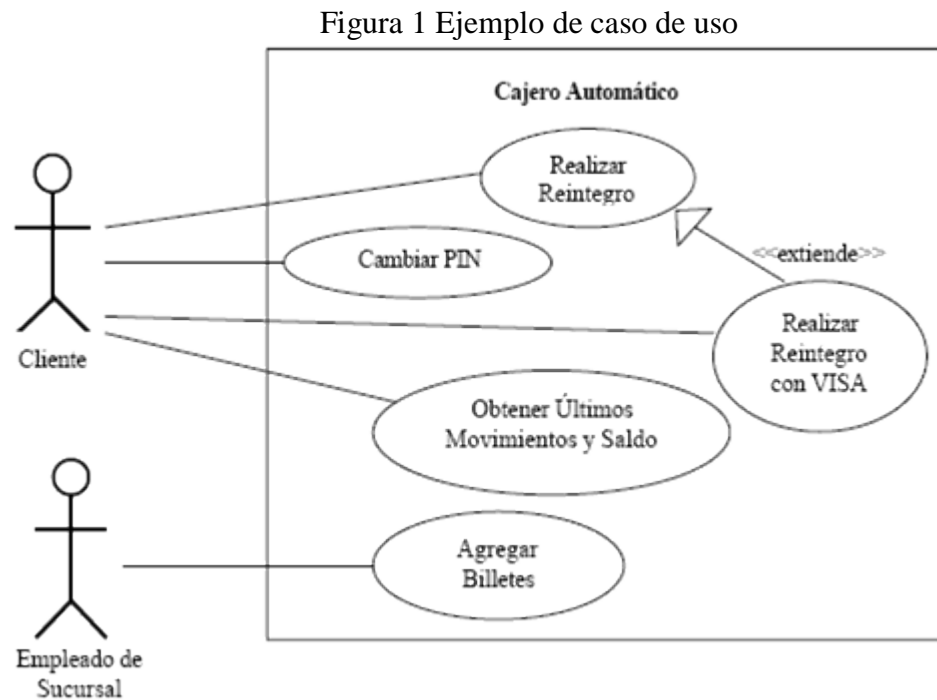 Figura 1 Ejemplo de caso de uso
Cajero Automático
Realizar
Reintegro
Cambiar PIN
<<extiende>>
Realizar
Reintegro
con VISA
Cliente
Obtener Últimos
Movimientos y Saldo
Agregar
Billetes
Empleado de
Sucursal